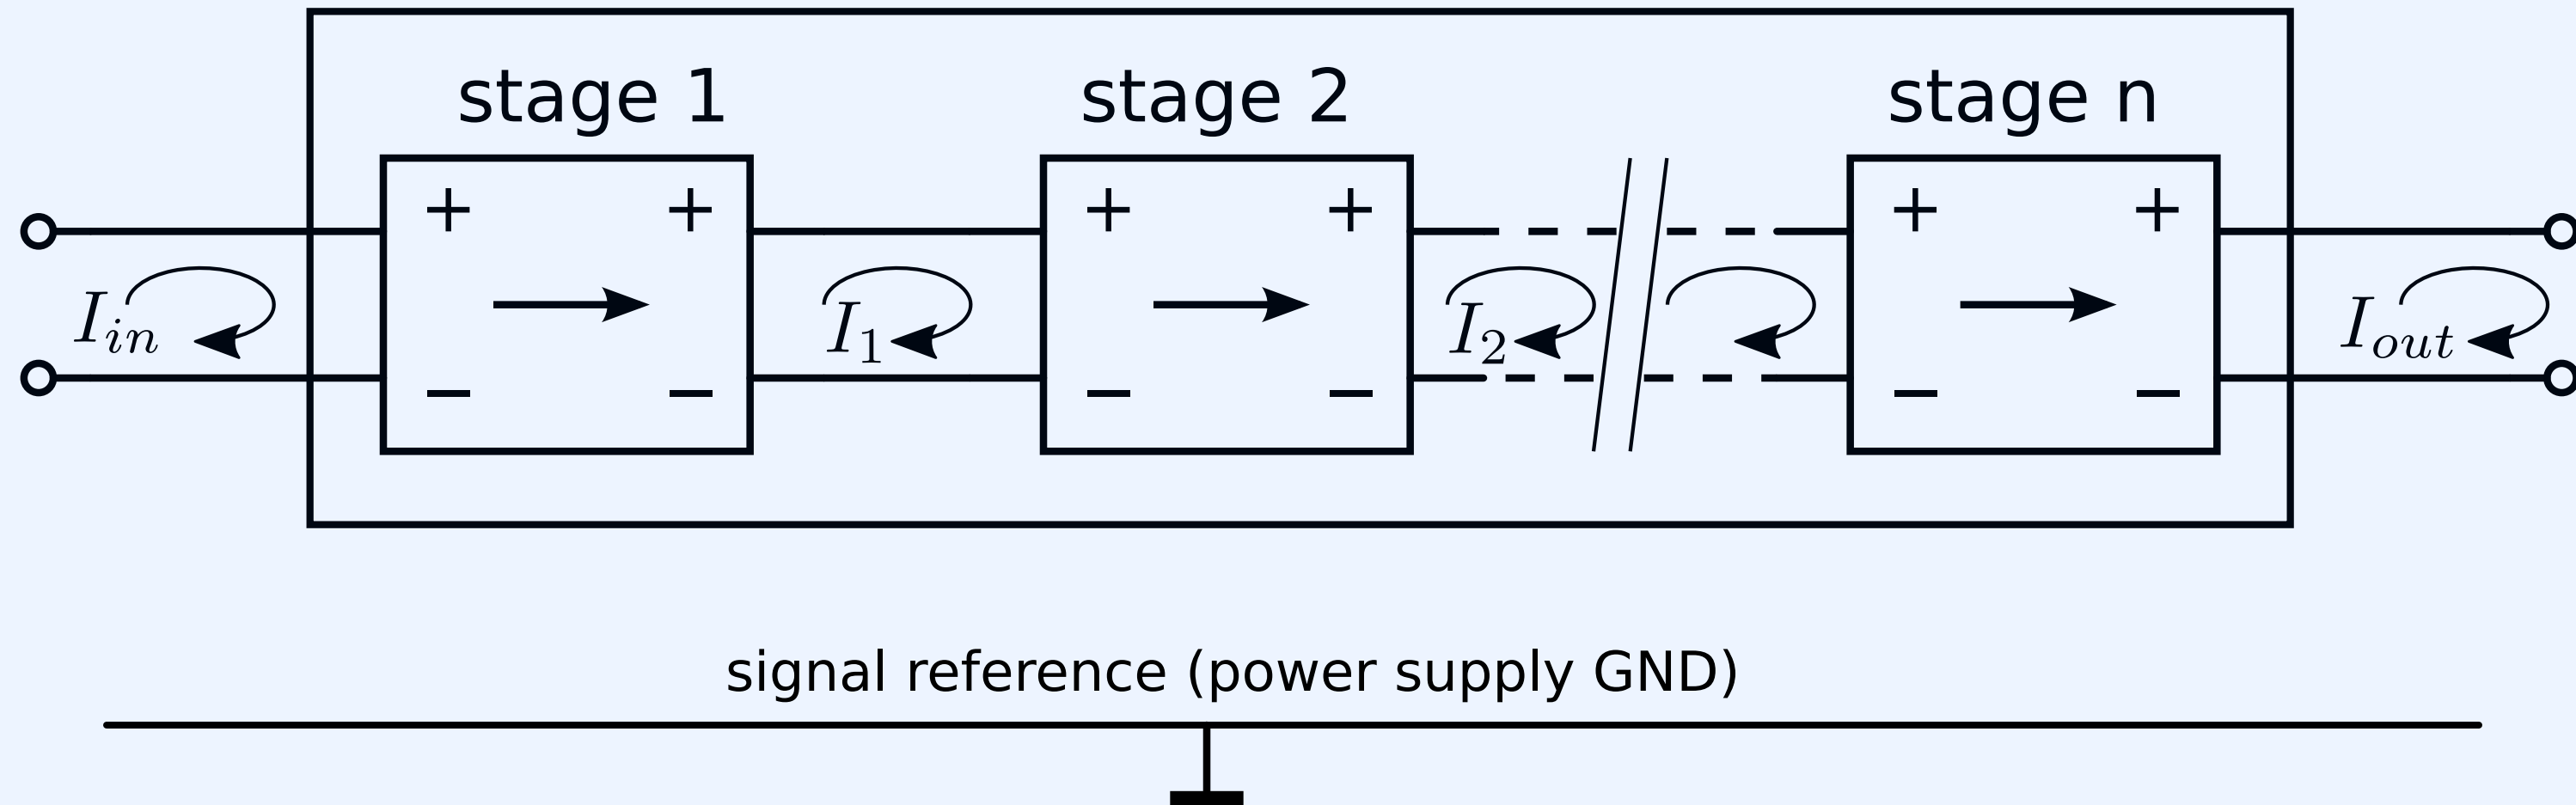 stage 1 stage 2 stage n
+ + + + + +
I_in I_1 I_2 I_out
− − − − − −
signal reference (power supply GND)